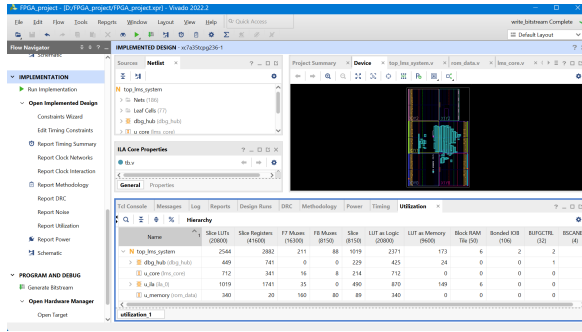 FPGA_project - [D:/FPGA_project/FPGA_project.xpr] - Vivado 2022.2
File Edit Flow Tools Reports Window Layout View Help Quick Access
write_bitstream Complete
Default Layout
Flow Navigator
IMPLEMENTED DESIGN - xc7a35tcpg236-1
Schematic
IMPLEMENTATION
Run Implementation
Open Implemented Design
Constraints Wizard
Edit Timing Constraints
Report Timing Summary
Report Clock Networks
Report Clock Interaction
Report Methodology
Report DRC
Report Noise
Report Utilization
Report Power
Schematic
PROGRAM AND DEBUG
Generate Bitstream
Open Hardware Manager
Open Target
Sources Netlist
top_lms_system
Nets (186)
Leaf Cells (77)
dbg_hub (dbg_hub)
u_core (lms_core)
ILA Core Properties
tb.v
General Properties
Project Summary Device top_lms_system.v rom_data.v lms_core.v
Tcl Console Messages Log Reports Design Runs DRC Methodology Power Timing Utilization
Hierarchy
Name Slice LUTs (20800) Slice Registers (41600) F7 Muxes (16300) F8 Muxes (8150) Slice (8150) LUT as Logic (20800) LUT as Memory (9600) Block RAM Tile (50) Bonded IOB (106) BUFGCTRL (32) BSCANE (4)
top_lms_system 2544 2882 211 88 1019 2371 173 6 2 2
dbg_hub (dbg_hub) 449 741 0 0 229 425 24 0 0 1
u_core (lms_core) 712 341 16 8 214 712 0 0 0 0
u_ila (ila_0) 1019 1741 35 0 490 870 149 6 0 0
u_memory (rom_data) 340 20 160 80 89 340 0 0 0 0
utilization_1